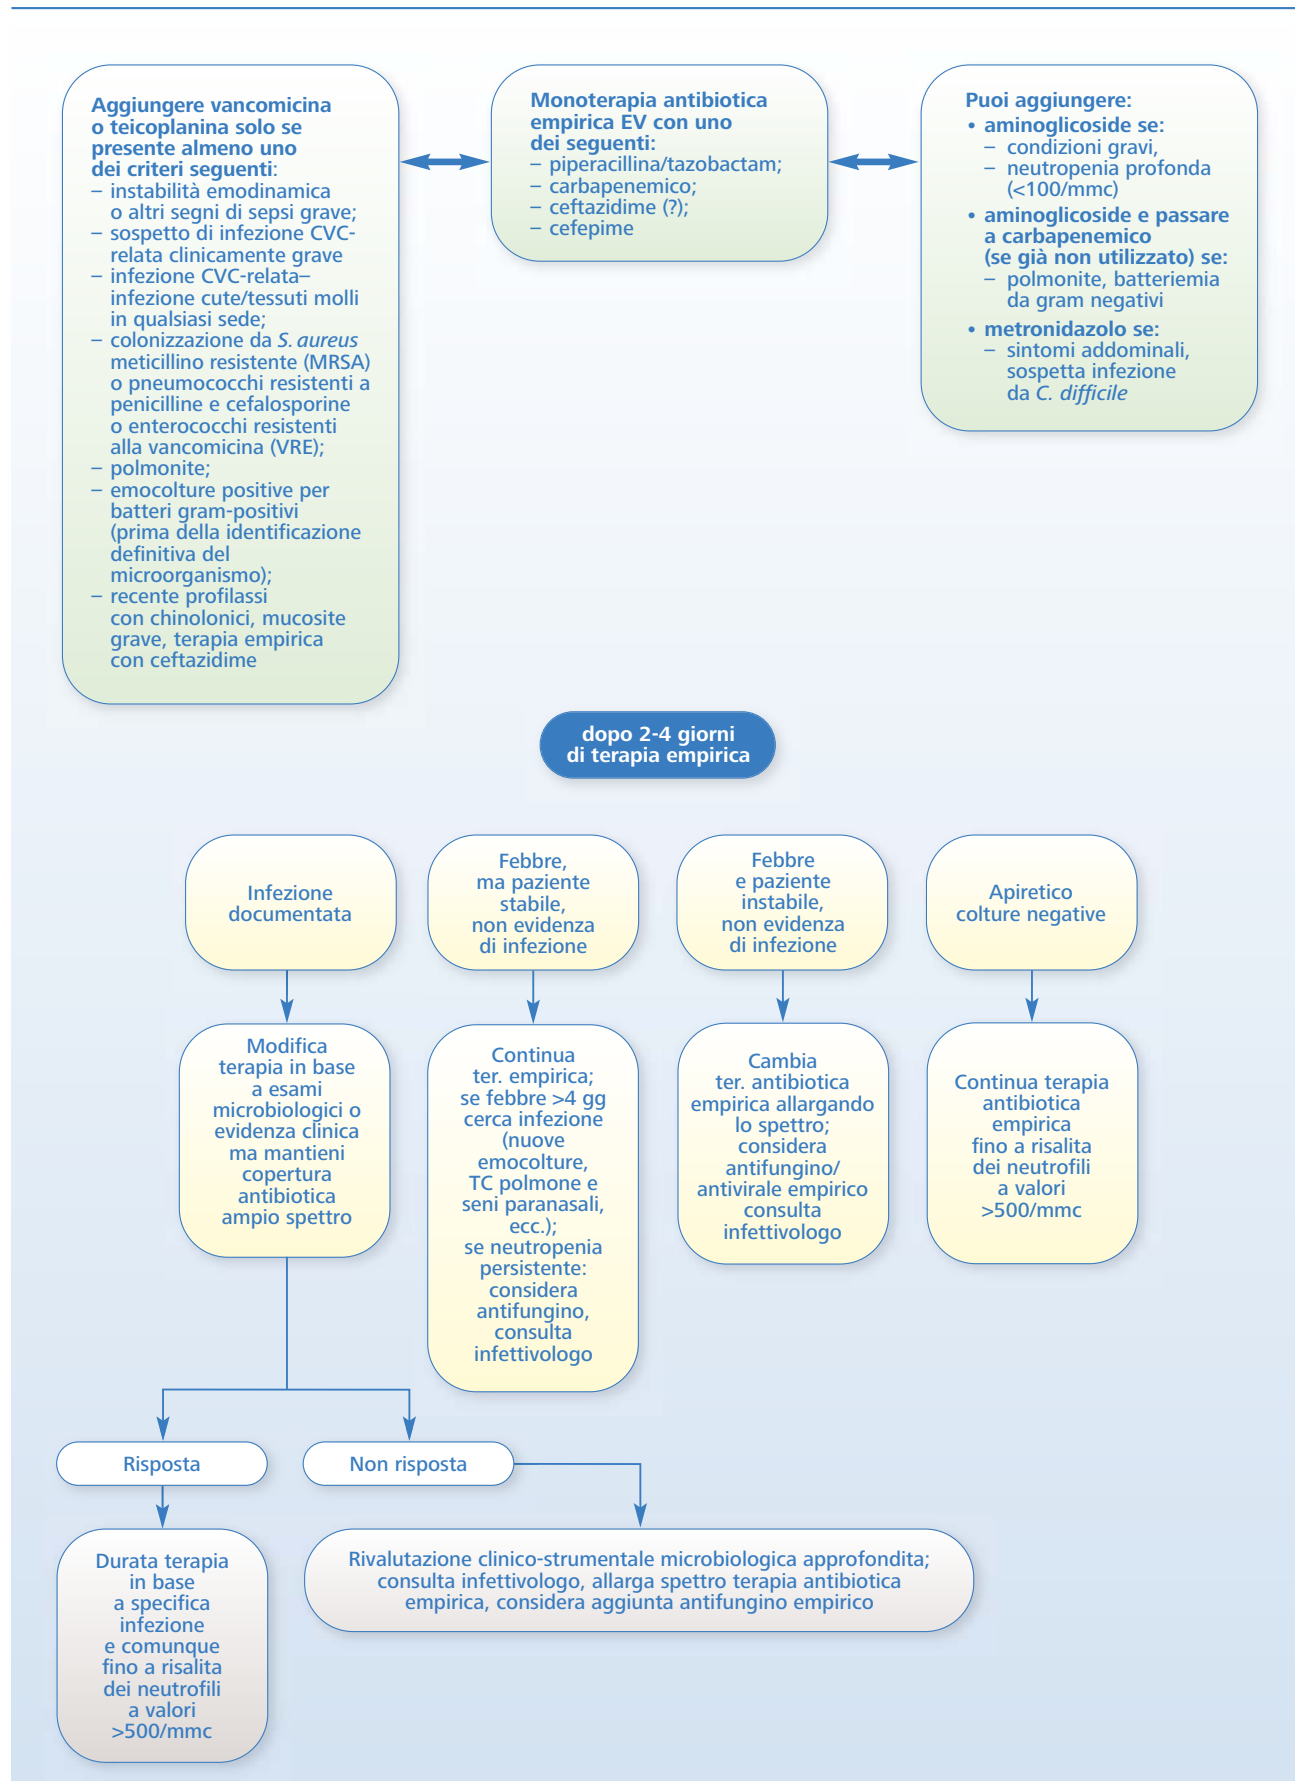 Aggiungere vancomicina
o teicoplanina solo se
presente almeno uno
dei criteri seguenti:
– instabilità emodinamica
o altri segni di sepsi grave;
– sospetto di infezione CVC-
relata clinicamente grave
– infezione CVC-relata–
infezione cute/tessuti molli
in qualsiasi sede;
– colonizzazione da S. aureus
meticillino resistente (MRSA)
o pneumococchi resistenti a
penicilline e cefalosporine
o enterococchi resistenti
alla vancomicina (VRE);
– polmonite;
– emocolture positive per
batteri gram-positivi
(prima della identificazione
definitiva del
microorganismo);
– recente profilassi
con chinolonici, mucosite
grave, terapia empirica
con ceftazidime
Monoterapia antibiotica
empirica EV con uno
dei seguenti:
– piperacillina/tazobactam;
– carbapenemico;
– ceftazidime (?);
– cefepime
Puoi aggiungere:
• aminoglicoside se:
– condizioni gravi,
– neutropenia profonda
(<100/mmc)
• aminoglicoside e passare
a carbapenemico
(se già non utilizzato) se:
– polmonite, batteriemia
da gram negativi
• metronidazolo se:
– sintomi addominali,
sospetta infezione
da C. difficile
dopo 2-4 giorni
di terapia empirica
Infezione
documentata
Febbre,
ma paziente
stabile,
non evidenza
di infezione
Febbre
e paziente
instabile,
non evidenza
di infezione
Apiretico
colture negative
Modifica
terapia in base
a esami
microbiologici o
evidenza clinica
ma mantieni
copertura
antibiotica
ampio spettro
Continua
ter. empirica;
se febbre >4 gg
cerca infezione
(nuove
emocolture,
TC polmone e
seni paranasali,
ecc.);
se neutropenia
persistente:
considera
antifungino,
consulta
infettivologo
Cambia
ter. antibiotica
empirica allargando
lo spettro;
considera
antifungino/
antivirale empirico
consulta
infettivologo
Continua terapia
antibiotica
empirica
fino a risalita
dei neutrofili
a valori
>500/mmc
Risposta
Non risposta
Durata terapia
in base
a specifica
infezione
e comunque
fino a risalita
dei neutrofili
a valori
>500/mmc
Rivalutazione clinico-strumentale microbiologica approfondita;
consulta infettivologo, allarga spettro terapia antibiotica
empirica, considera aggiunta antifungino empirico